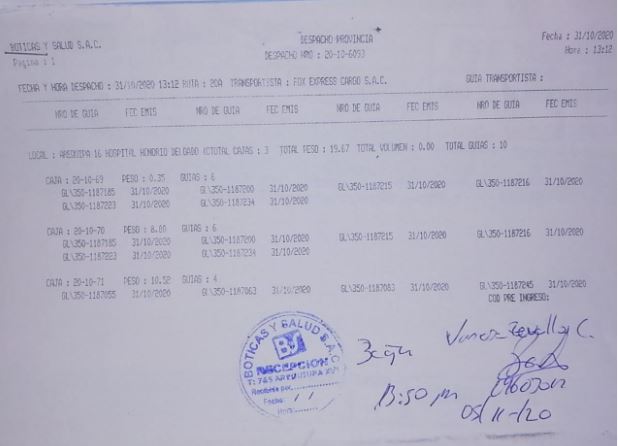 BOTICAS Y SALUD S.A.C.
DESPACHO PROVINCIA
Fecha : 31/10/2020
Pagina : 1
DESPACHO NRO : 20-10-6093
Hora : 13:12
FECHA Y HORA DESPACHO : 31/10/2020 13:12 RUTA : 20A TRANSPORTISTA : FOX EXPRESS CARGO S.A.C. GUIA TRANSPORTISTA :
NRO DE GUIA FEC EMIS NRO DE GUIA FEC EMIS NRO DE GUIA FEC EMIS NRO DE GUIA FEC EMIS
LOCAL : AREQUIPA 16 HOSPITAL HONORIO DELGADO TOTAL CAJAS : 3 TOTAL PESO : 19.67 TOTAL VOLUMEN : 0.00 TOTAL GUIAS : 10
CAJA : 20-10-69 PESO : 0.35 GUIAS : 6
GL\350-1187185 31/10/2020 GL\350-1187200 31/10/2020 GL\350-1187215 31/10/2020 GL\350-1187216 31/10/2020
GL\350-1187223 31/10/2020 GL\350-1187234 31/10/2020
CAJA : 20-10-70 PESO : 8.80 GUIAS : 6
GL\350-1187185 31/10/2020 GL\350-1187200 31/10/2020 GL\350-1187215 31/10/2020 GL\350-1187216 31/10/2020
GL\350-1187223 31/10/2020 GL\350-1187234 31/10/2020
CAJA : 20-10-71 PESO : 10.52 GUIAS : 4
GL\350-1187055 31/10/2020 GL\350-1187063 31/10/2020 GL\350-1187083 31/10/2020 GL\350-1187245 31/10/2020
COD PRE INGRESO:
BOTICAS Y SALUD S.A.C.
BY
RECEPCION
Recibido por
Fecha: / /
Hora
13:50 pm
05/11-/20